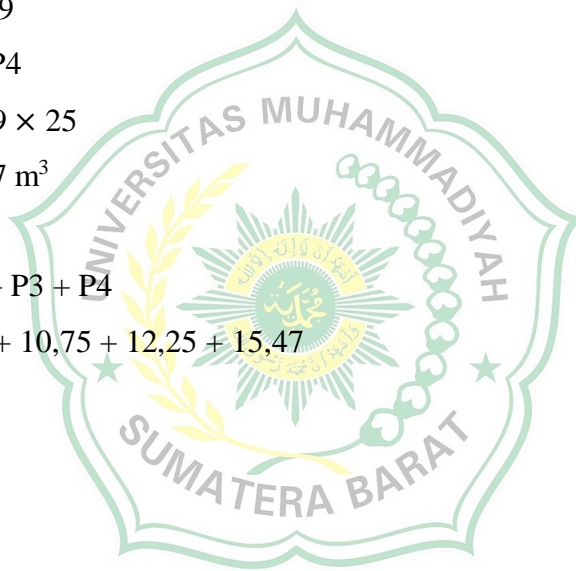 9
P4
9 × 25
7 m³
- P3 + P4
+ 10,75 + 12,25 + 15,47
UNIVERSITAS MUHAMMADIYAH
SUMATERA BARAT